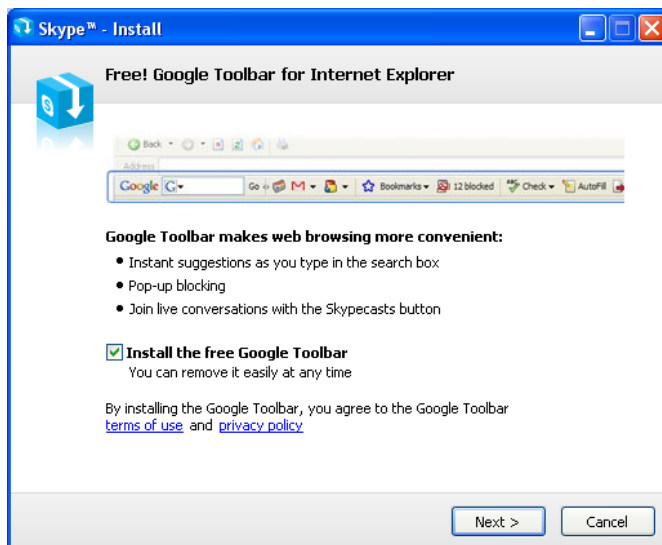 Skype™ - Install
Free! Google Toolbar for Internet Explorer
Back
Address
Google G Go Bookmarks 12 blocked ABC Check AutoFill
Google Toolbar makes web browsing more convenient:
• Instant suggestions as you type in the search box
• Pop-up blocking
• Join live conversations with the Skypecasts button
Install the free Google Toolbar
You can remove it easily at any time
By installing the Google Toolbar, you agree to the Google Toolbar
terms of use and privacy policy
Next > Cancel